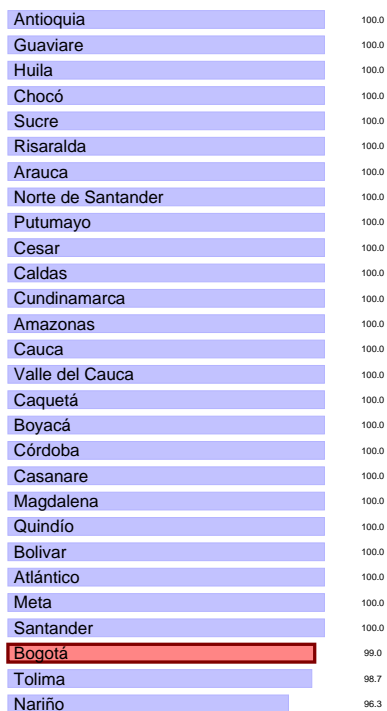 Antioquia 100.0
Guaviare 100.0
Huila 100.0
Chocó 100.0
Sucre 100.0
Risaralda 100.0
Arauca 100.0
Norte de Santander 100.0
Putumayo 100.0
Cesar 100.0
Caldas 100.0
Cundinamarca 100.0
Amazonas 100.0
Cauca 100.0
Valle del Cauca 100.0
Caquetá 100.0
Boyacá 100.0
Córdoba 100.0
Casanare 100.0
Magdalena 100.0
Quindío 100.0
Bolivar 100.0
Atlántico 100.0
Meta 100.0
Santander 100.0
Bogotá 99.0
Tolima 98.7
Nariño 96.3